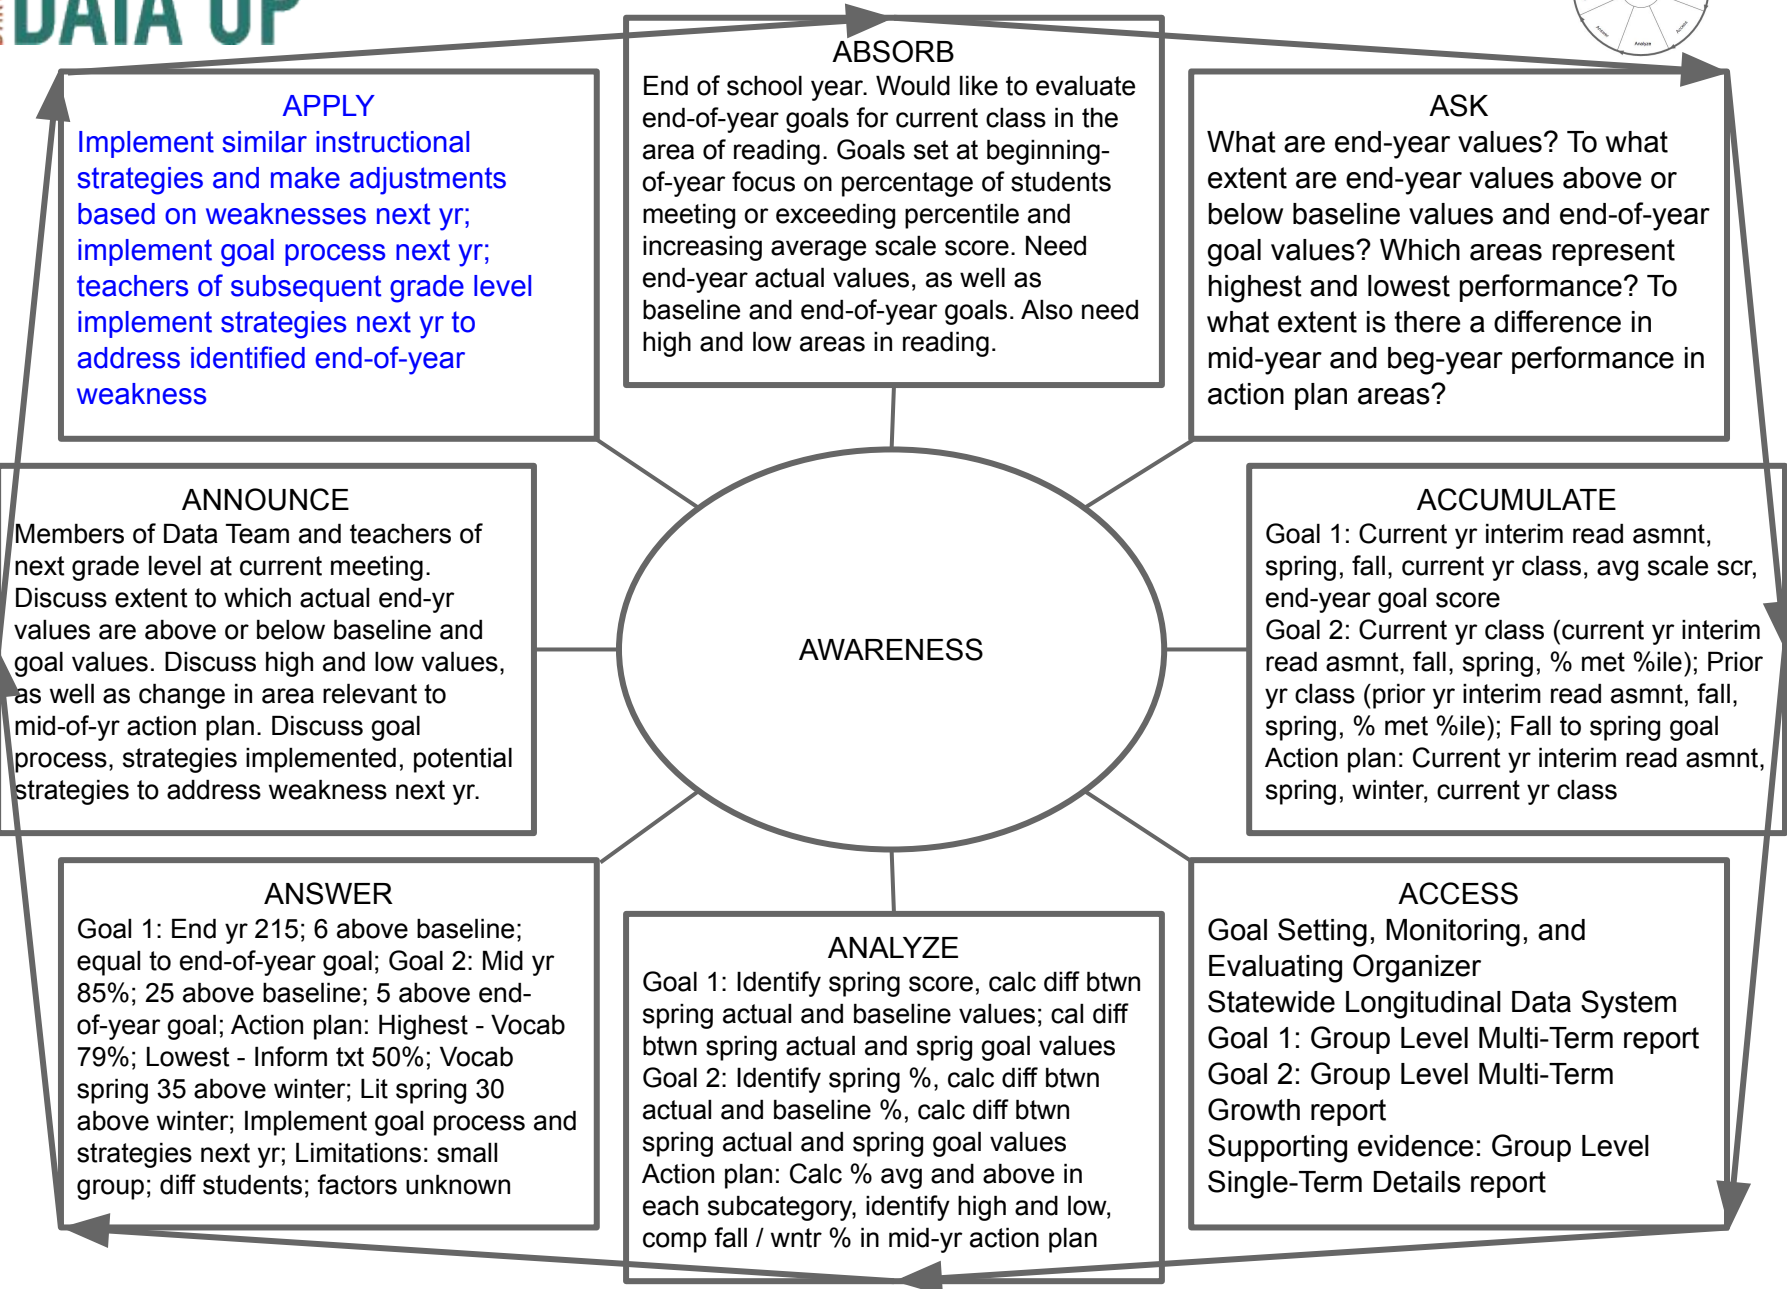 DATA UP
ABSORB
End of school year. Would like to evaluate
end-of-year goals for current class in the
area of reading. Goals set at beginning-
of-year focus on percentage of students
meeting or exceeding percentile and
increasing average scale score. Need
end-year actual values, as well as
baseline and end-of-year goals. Also need
high and low areas in reading.
ASK
What are end-year values? To what
extent are end-year values above or
below baseline values and end-of-year
goal values? Which areas represent
highest and lowest performance? To
what extent is there a difference in
mid-year and beg-year performance in
action plan areas?
ACCUMULATE
Goal 1: Current yr interim read asmnt,
spring, fall, current yr class, avg scale scr,
end-year goal score
Goal 2: Current yr class (current yr interim
read asmnt, fall, spring, % met %ile); Prior
yr class (prior yr interim read asmnt, fall,
spring, % met %ile); Fall to spring goal
Action plan: Current yr interim read asmnt,
spring, winter, current yr class
ACCESS
Goal Setting, Monitoring, and
Evaluating Organizer
Statewide Longitudinal Data System
Goal 1: Group Level Multi-Term report
Goal 2: Group Level Multi-Term
Growth report
Supporting evidence: Group Level
Single-Term Details report
ANALYZE
Goal 1: Identify spring score, calc diff btwn
spring actual and baseline values; cal diff
btwn spring actual and sprig goal values
Goal 2: Identify spring %, calc diff btwn
actual and baseline %, calc diff btwn
spring actual and spring goal values
Action plan: Calc % avg and above in
each subcategory, identify high and low,
comp fall / wntr % in mid-yr action plan
ANSWER
Goal 1: End yr 215; 6 above baseline;
equal to end-of-year goal; Goal 2: Mid yr
85%; 25 above baseline; 5 above end-
of-year goal; Action plan: Highest - Vocab
79%; Lowest - Inform txt 50%; Vocab
spring 35 above winter; Lit spring 30
above winter; Implement goal process and
strategies next yr; Limitations: small
group; diff students; factors unknown
ANNOUNCE
Members of Data Team and teachers of
next grade level at current meeting.
Discuss extent to which actual end-yr
values are above or below baseline and
goal values. Discuss high and low values,
as well as change in area relevant to
mid-of-yr action plan. Discuss goal
process, strategies implemented, potential
strategies to address weakness next yr.
APPLY
Implement similar instructional
strategies and make adjustments
based on weaknesses next yr;
implement goal process next yr;
teachers of subsequent grade level
implement strategies next yr to
address identified end-of-year
weakness
AWARENESS
Analyze